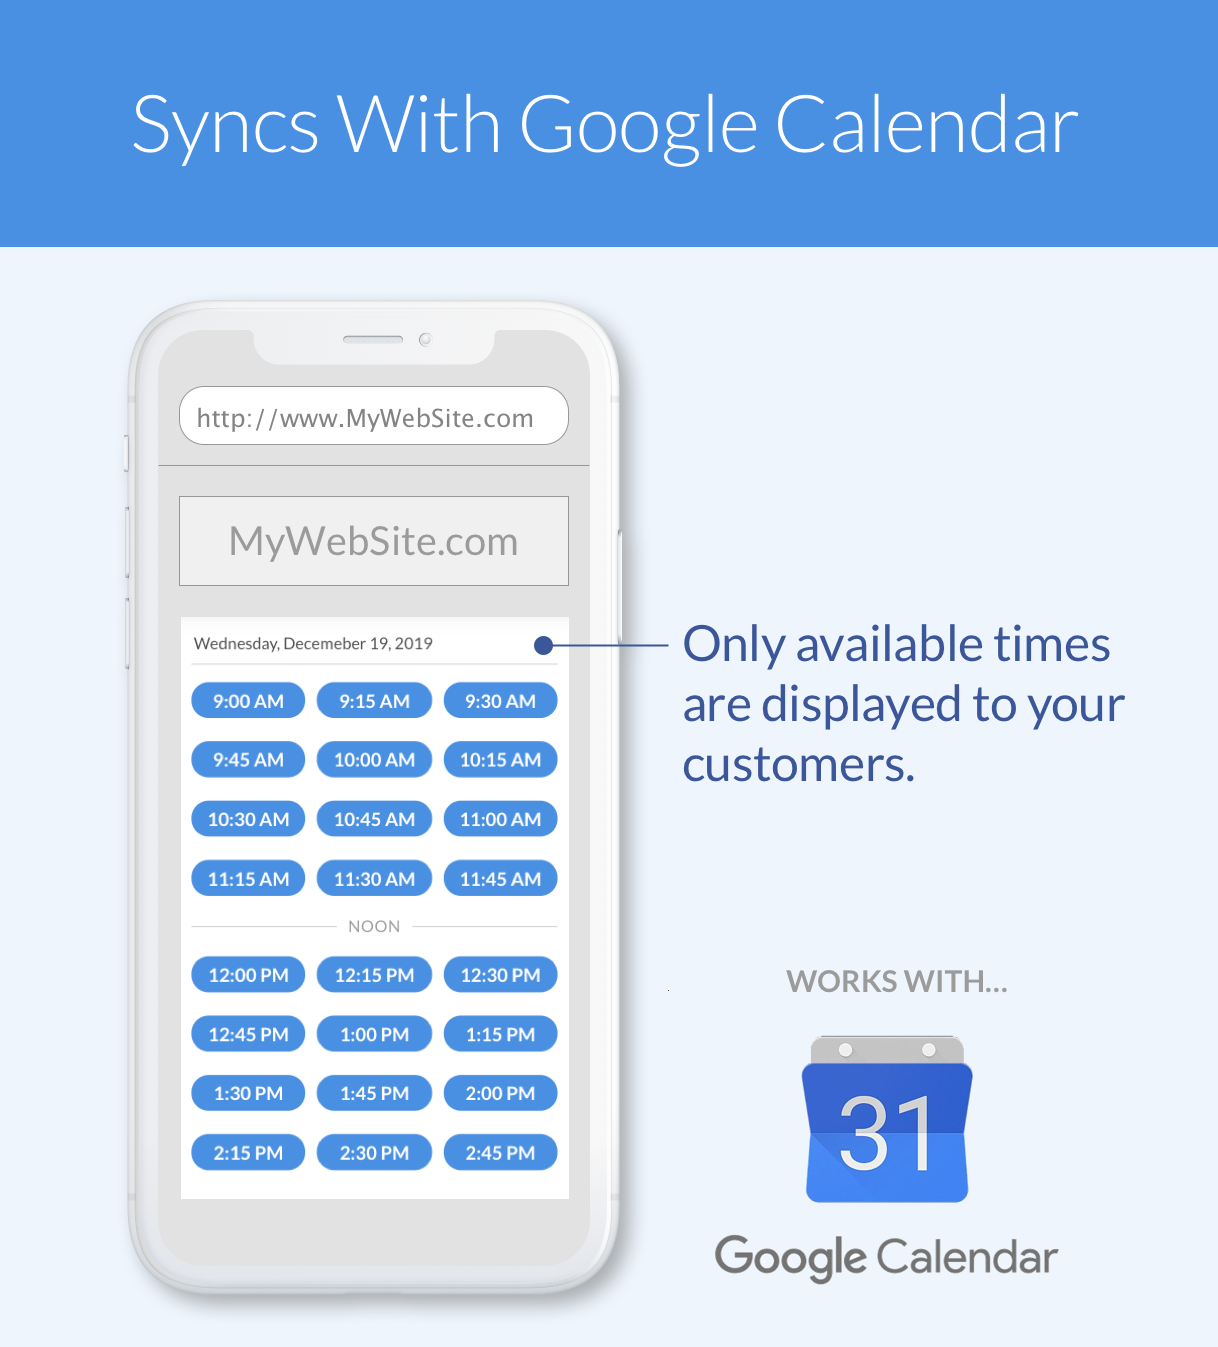 Syncs With Google Calendar
http://www.MyWebSite.com
MyWebSite.com
Wednesday, Decemeber 19, 2019
9:00 AM 9:15 AM 9:30 AM
9:45 AM 10:00 AM 10:15 AM
10:30 AM 10:45 AM 11:00 AM
11:15 AM 11:30 AM 11:45 AM
NOON
12:00 PM 12:15 PM 12:30 PM
12:45 PM 1:00 PM 1:15 PM
1:30 PM 1:45 PM 2:00 PM
2:15 PM 2:30 PM 2:45 PM
Only available times
are displayed to your
customers.
WORKS WITH...
31
Google Calendar